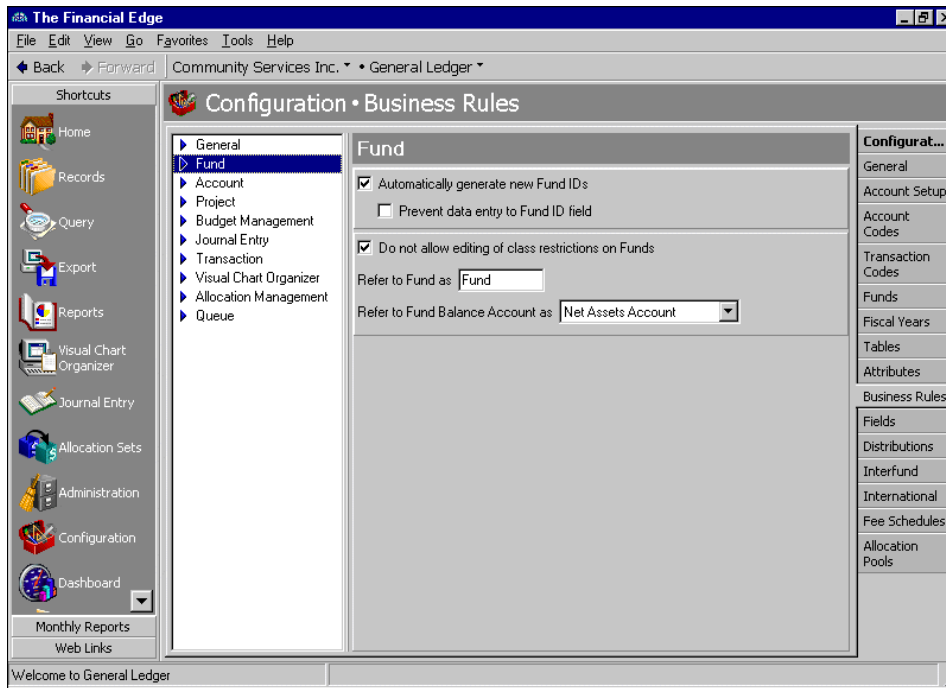 The Financial Edge
File Edit View Go Favorites Tools Help
Back Forward Community Services Inc. • General Ledger
Shortcuts
Home
Records
Query
Export
Reports
Visual Chart
Organizer
Journal Entry
Allocation Sets
Administration
Configuration
Dashboard
Monthly Reports
Web Links
Configuration • Business Rules
General
Fund
Account
Project
Budget Management
Journal Entry
Transaction
Visual Chart Organizer
Allocation Management
Queue
Fund
Automatically generate new Fund IDs
Prevent data entry to Fund ID field
Do not allow editing of class restrictions on Funds
Refer to Fund as Fund
Refer to Fund Balance Account as Net Assets Account
Configurat...
General
Account Setup
Account
Codes
Transaction
Codes
Funds
Fiscal Years
Tables
Attributes
Business Rules
Fields
Distributions
Interfund
International
Fee Schedules
Allocation
Pools
Welcome to General Ledger